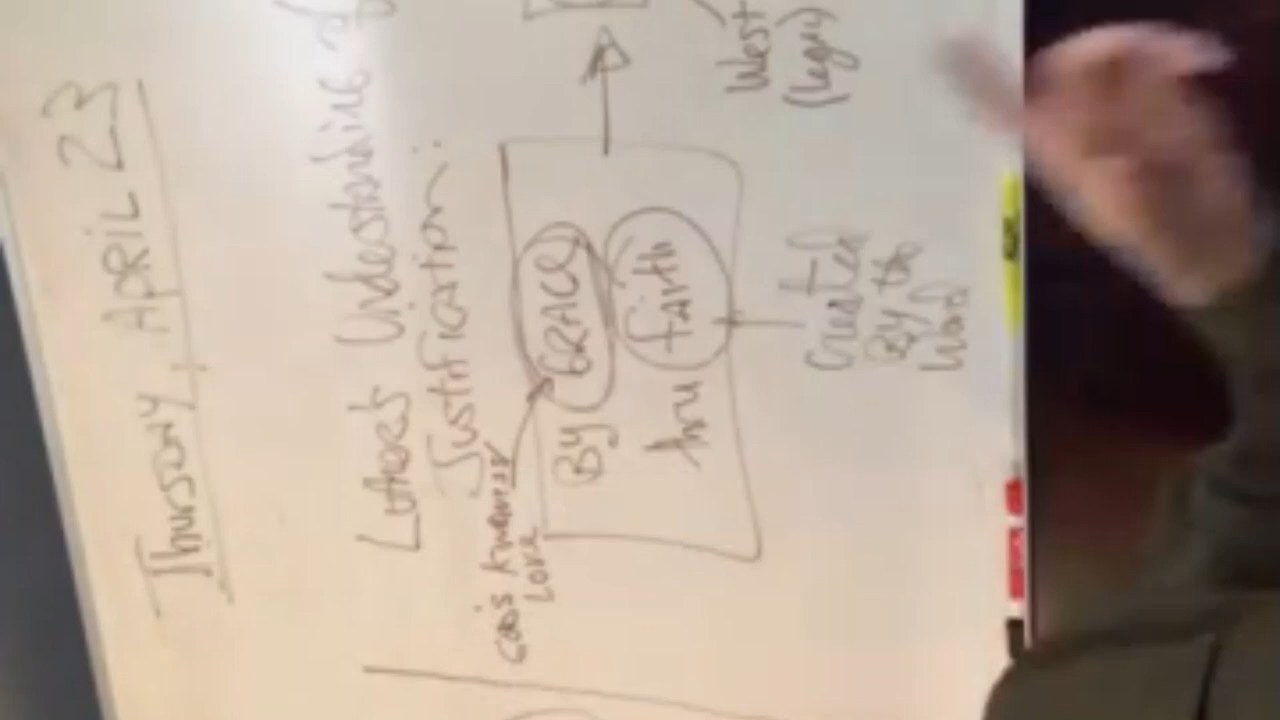 Thursday, APRIL 23
Luther's Understanding of
Justification:
God's
Love
By GRACE
thru faith
West
(legal)
Created
By the
Word